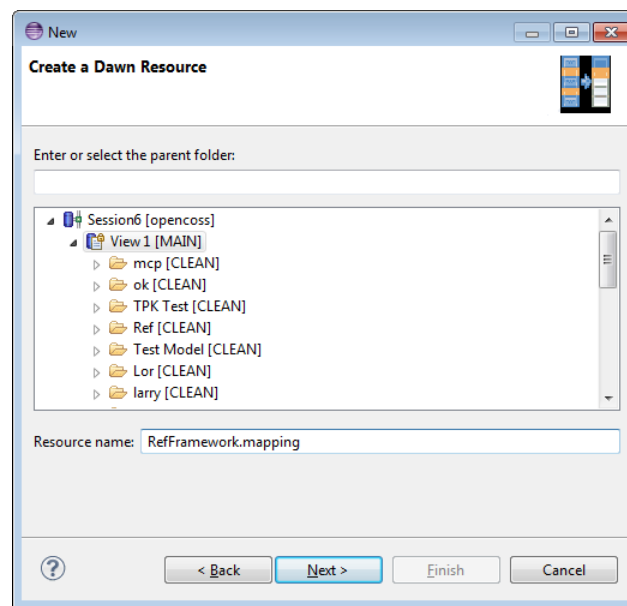 New
Create a Dawn Resource
Enter or select the parent folder:
Session6 [opencoss]
View 1 [MAIN]
mcp [CLEAN]
ok [CLEAN]
TPK Test [CLEAN]
Ref [CLEAN]
Test Model [CLEAN]
Lor [CLEAN]
larry [CLEAN]
Resource name: RefFramework.mapping
? < Back Next > Finish Cancel